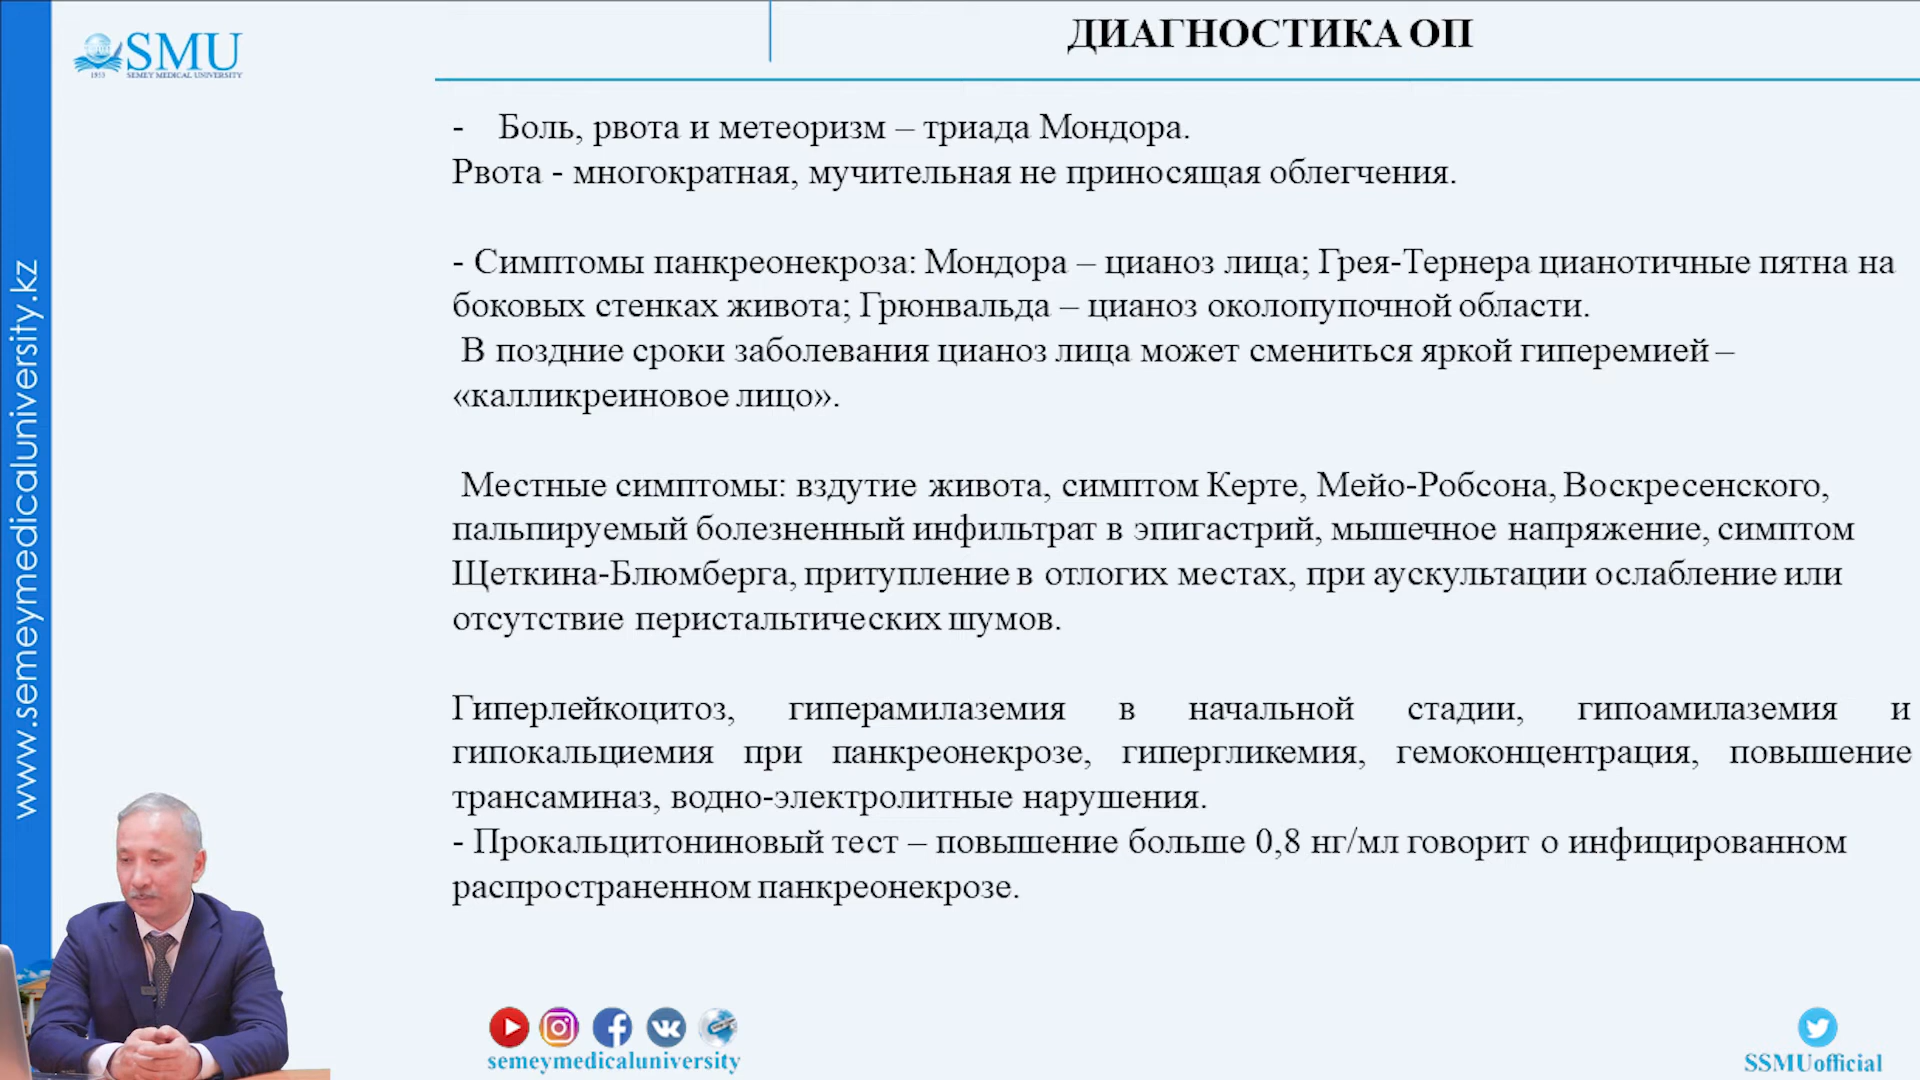 SMU
1953 SEMEY MEDICAL UNIVERSITY
www.semeymedicaluniversity.kz
ДИАГНОСТИКА ОП
- Боль, рвота и метеоризм – триада Мондора.
Рвота - многократная, мучительная не приносящая облегчения.
- Симптомы панкреонекроза: Мондора – цианоз лица; Грея-Тернера цианотичные пятна на
боковых стенках живота; Грюнвальда – цианоз околопупочной области.
В поздние сроки заболевания цианоз лица может смениться яркой гиперемией –
«калликреиновое лицо».
Местные симптомы: вздутие живота, симптом Керте, Мейо-Робсона, Воскресенского,
пальпируемый болезненный инфильтрат в эпигастрий, мышечное напряжение, симптом
Щеткина-Блюмберга, притупление в отлогих местах, при аускультации ослабление или
отсутствие перистальтических шумов.
Гиперлейкоцитоз, гиперамилаземия в начальной стадии, гипоамилаземия и
гипокальциемия при панкреонекрозе, гипергликемия, гемоконцентрация, повышение
трансаминаз, водно-электролитные нарушения.
- Прокальцитониновый тест – повышение больше 0,8 нг/мл говорит о инфицированном
распространенном панкреонекрозе.
semeymedicaluniversity
SSMUofficial